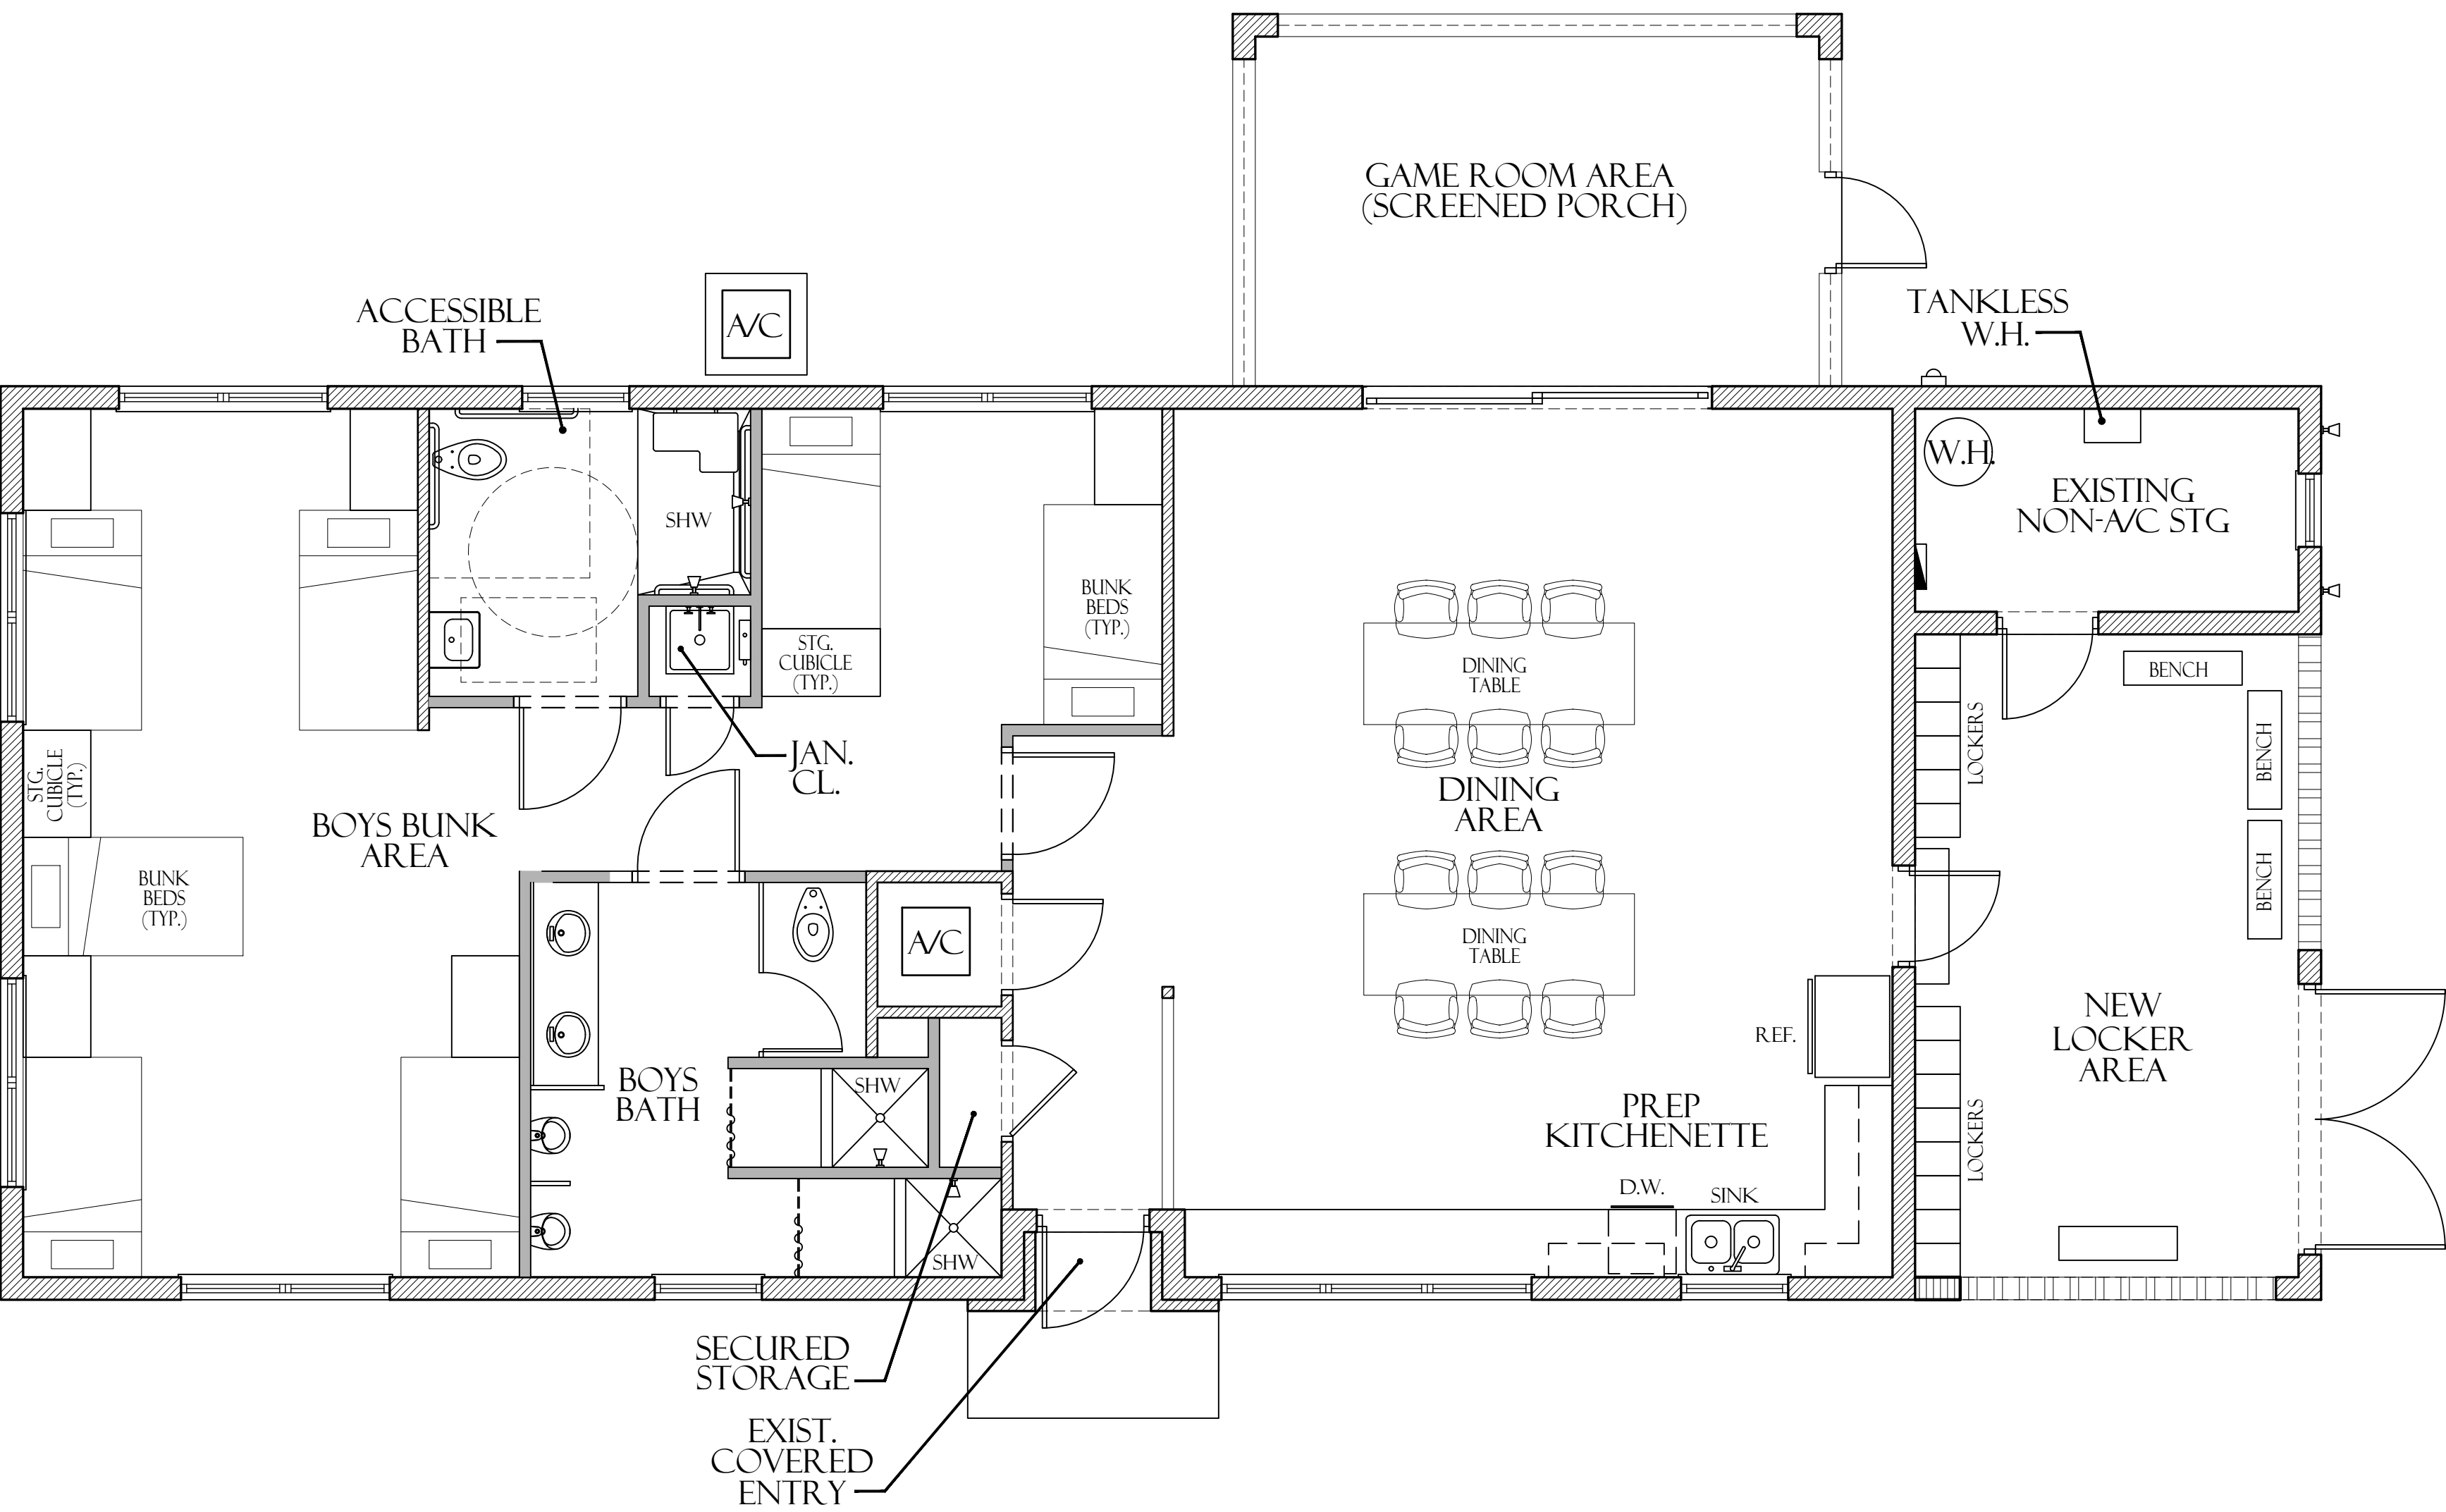 GAME ROOM AREA
(SCREENED PORCH)
ACCESSIBLE
BATH
A/C
TANKLESS
W.H.
W.H.
EXISTING
NON-A/C STG
SHW
BUNK
BEDS
(TYP.)
STG.
CUBICLE
(TYP.)
DINING
TABLE
BENCH
LOCKERS
BENCH
JAN.
CL.
STG.
CUBICLE
(TYP.)
DINING
AREA
BOYS BUNK
AREA
BENCH
BUNK
BEDS
(TYP.)
A/C
DINING
TABLE
REF.
NEW
LOCKER
AREA
BOYS
BATH
SHW
PREP
KITCHENETTE
LOCKERS
D.W.
SINK
SHW
SECURED
STORAGE
EXIST.
COVERED
ENTRY